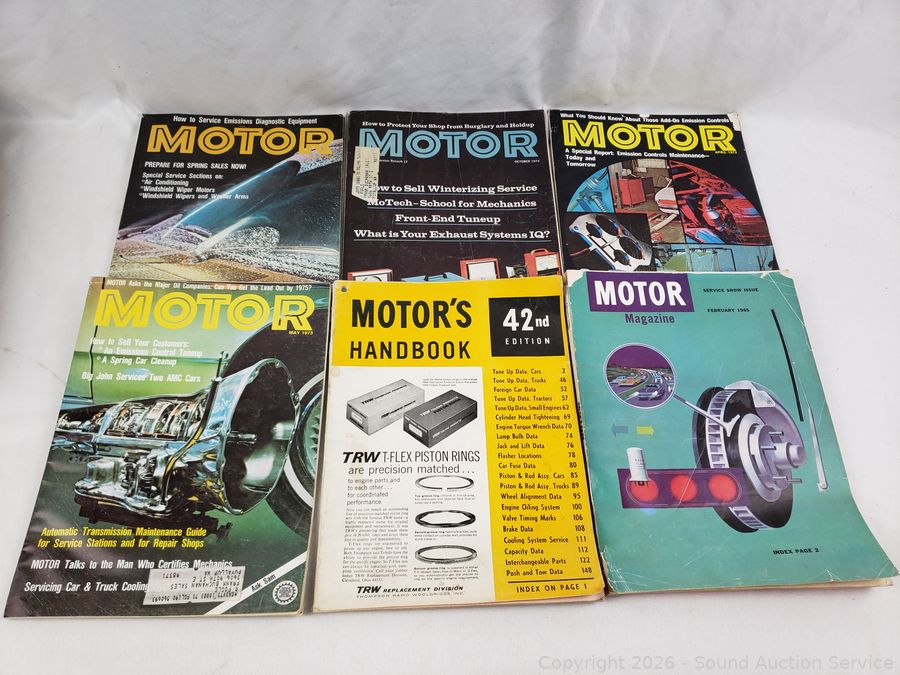 How to Service Emissions Diagnostic Equipment
MOTOR
PREPARE FOR SPRING SALES NOW!
Special Service Sections on:
*Air Conditioning
*Windshield Wiper Motors
*Windshield Wipers and Washer Arms
How to Protect Your Shop from Burglary and Holdup
MOTOR
OCTOBER 1971
How to Sell Winterizing Service
MoTech–School for Mechanics
Front-End Tuneup
What is Your Exhaust Systems IQ?
What You Should Know About Those Add-On Emission Controls
MOTOR
APRIL 1973
A Special Report: Emission Controls Maintenance–
Today and
Tomorrow
MOTOR Asks the Major Oil Companies: Can You Get the Lead Out by 1975?
MOTOR
MAY 1973
How to Sell Your Customers:
* An Emissions Control Tuneup
* A Spring Car Cleanup
Big John Services Two AMC Cars
Automatic Transmission Maintenance Guide
for Service Stations and for Repair Shops
MOTOR Talks to the Man Who Certifies Mechanics
Servicing Car & Truck Cooling
Ask Sam
MOTOR'S
HANDBOOK
42nd
EDITION
TRW T-FLEX PISTON RINGS
are precision matched . . .
to engine parts
and to each
other . . .
for coordinated
performance
TRW REPLACEMENT DIVISION
THOMPSON RAMO WOOLDRIDGE INC.
Tune Up Data, Cars 2
Tune Up Data, Trucks 46
Foreign Car Data 52
Tune Up Data, Tractors 57
Tune Up Data, Small Engines 62
Cylinder Head Tightening 69
Engine Torque Wrench Data 70
Lamp Bulb Data 74
Jack and Lift Data 76
Flasher Locations 78
Car Fuse Data 80
Piston & Rod Assy, Cars 85
Piston & Rod Assy, Trucks 89
Wheel Alignment Data 95
Engine Oiling System 100
Valve Timing Marks 106
Brake Data 108
Cooling System Service 111
Capacity Data 112
Interchangeable Parts 122
Push and Tow Data 148
INDEX ON PAGE 1
MOTOR
Magazine
SERVICE SHOW ISSUE
FEBRUARY 1965
INDEX PAGE 2
Copyright 2026 - Sound Auction Service